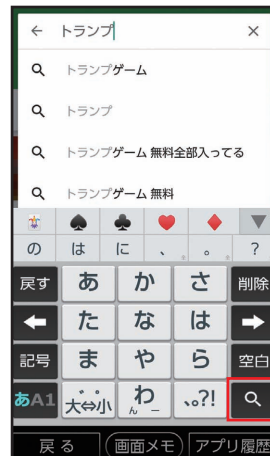 トランプ
トランプゲーム
トランプ
トランプゲーム 無料全部入ってる
トランプゲーム 無料
の は に 、 。 ?
戻す あ か さ 削除
た な は
記号 ま や ら 空白
あA1 大⇔小 わ ん ー 、。?!
戻る 画面メモ アプリ履歴